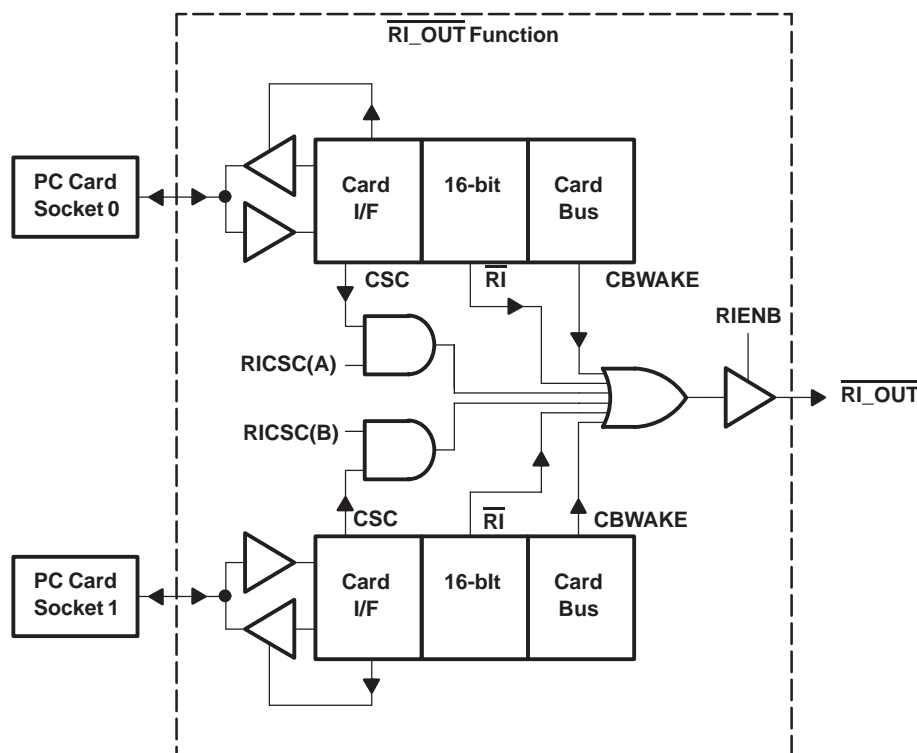 RI_OUT Function
PC Card
Socket 0
Card
I/F
16-bit
Card
Bus
CSC
RI
CBWAKE
RIENB
RICSC(A)
RI_OUT
RICSC(B)
CSC
RI
CBWAKE
PC Card
Socket 1
Card
I/F
16-bIt
Card
Bus